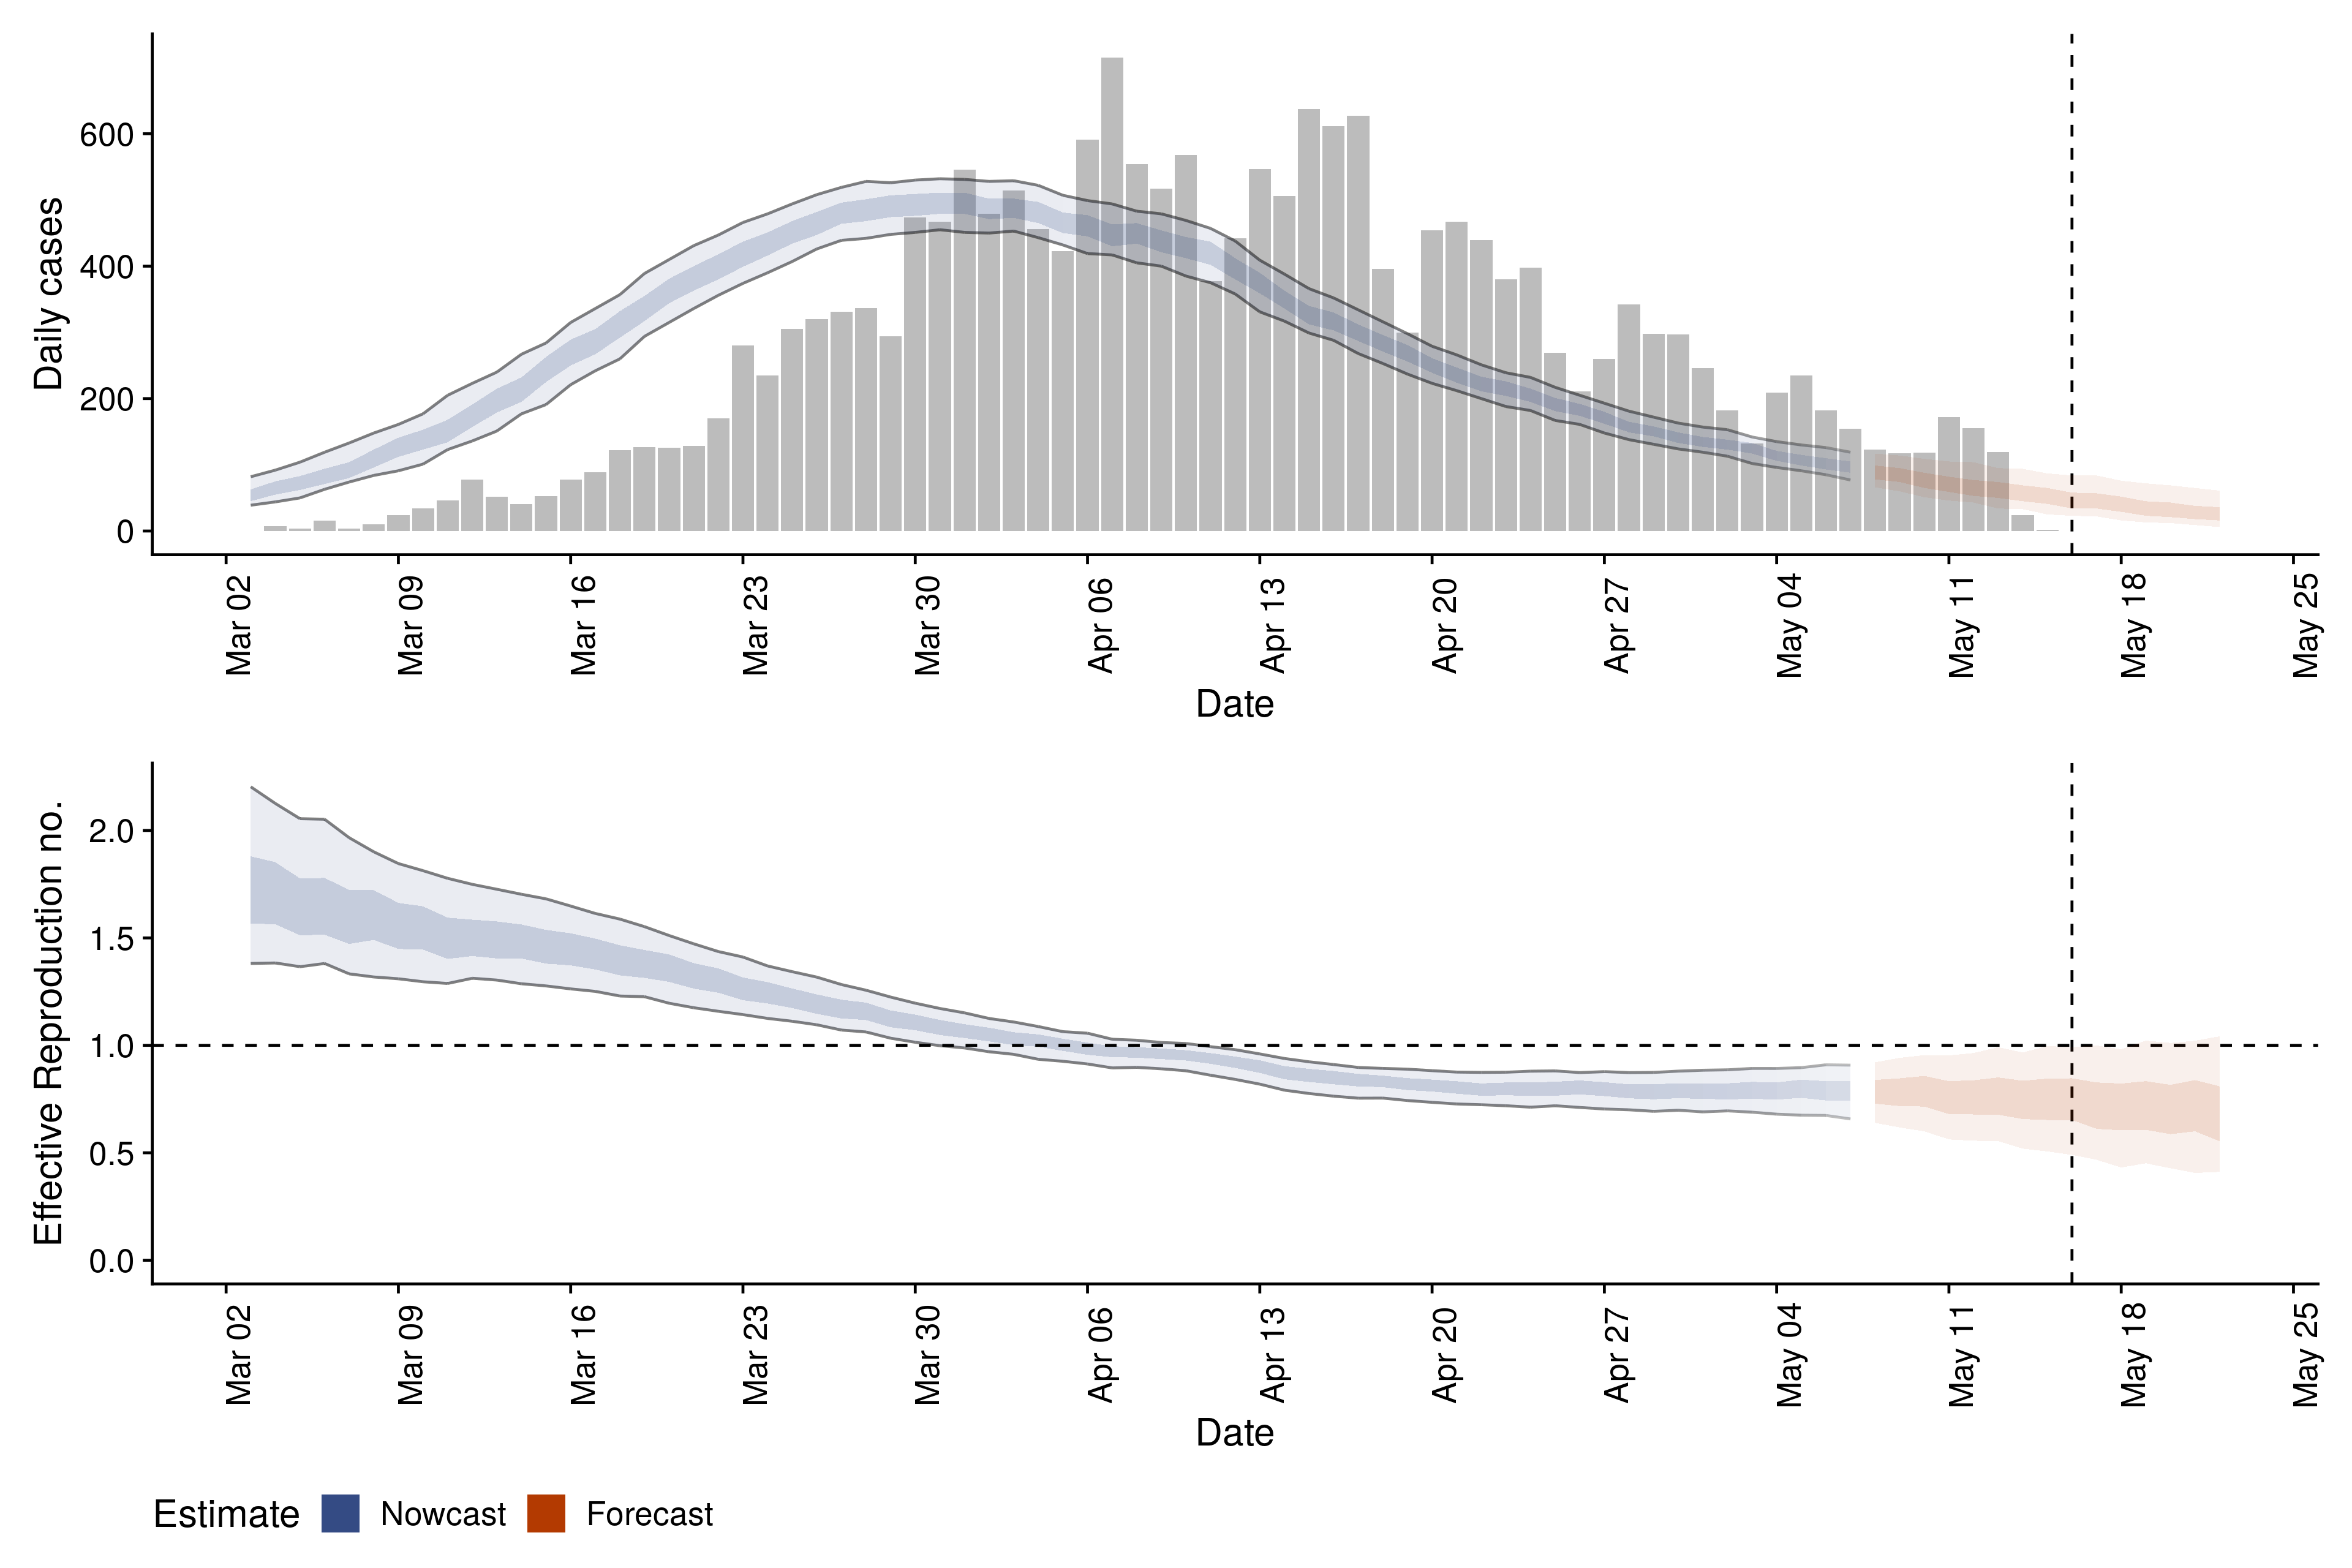 Daily cases
600
400
200
0
Mar 02
Mar 09
Mar 16
Mar 23
Mar 30
Apr 06
Apr 13
Apr 20
Apr 27
May 04
May 11
May 18
May 25
Date
Effective Reproduction no.
2.0
1.5
1.0
0.5
0.0
Mar 02
Mar 09
Mar 16
Mar 23
Mar 30
Apr 06
Apr 13
Apr 20
Apr 27
May 04
May 11
May 18
May 25
Date
Estimate Nowcast Forecast